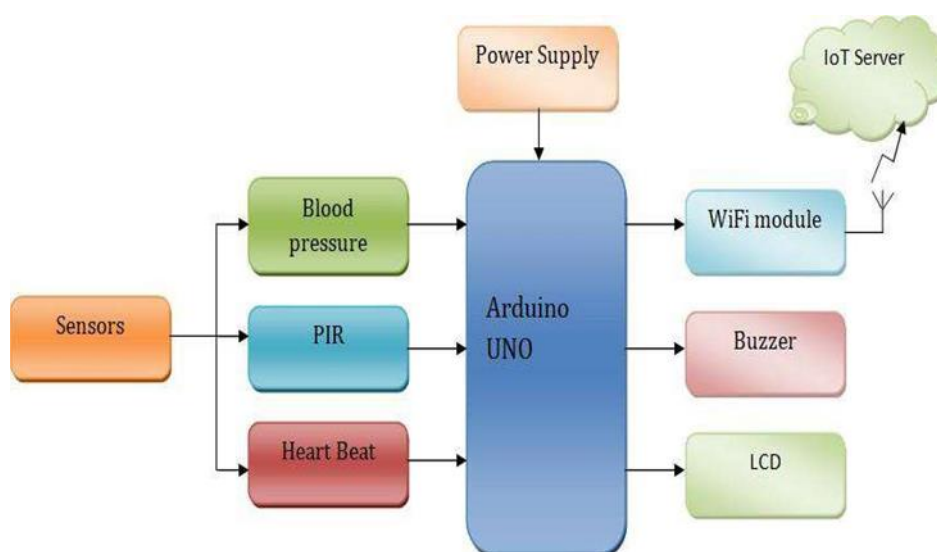 Power Supply
IoT Server
Blood
pressure
WiFi module
Sensors
PIR
Arduino
UNO
Buzzer
Heart Beat
LCD